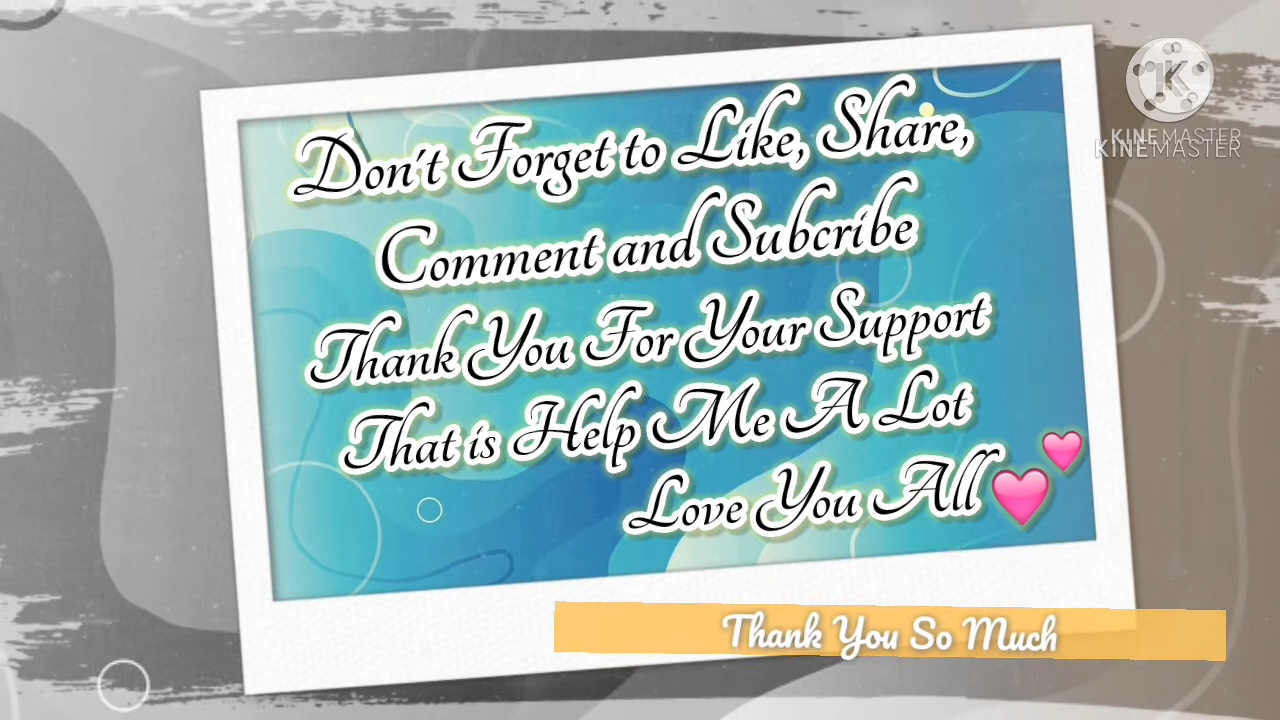 Don't Forget to Like, Share,
Comment and Subcribe
Thank You For Your Support
That is Help Me A Lot
Love You All
Thank You So Much
K
KINEMASTER
KINEMASTER